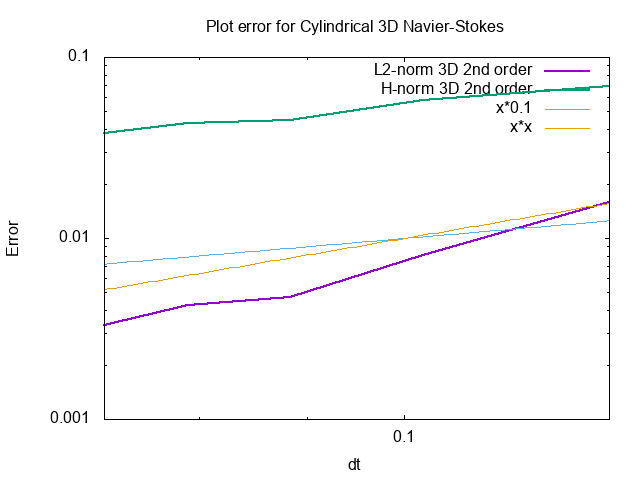 Plot error for Cylindrical 3D Navier-Stokes
0.1
L2-norm 3D 2nd order
H-norm 3D 2nd order
x*0.1
x*x
0.01
Error
0.001
0.1
dt